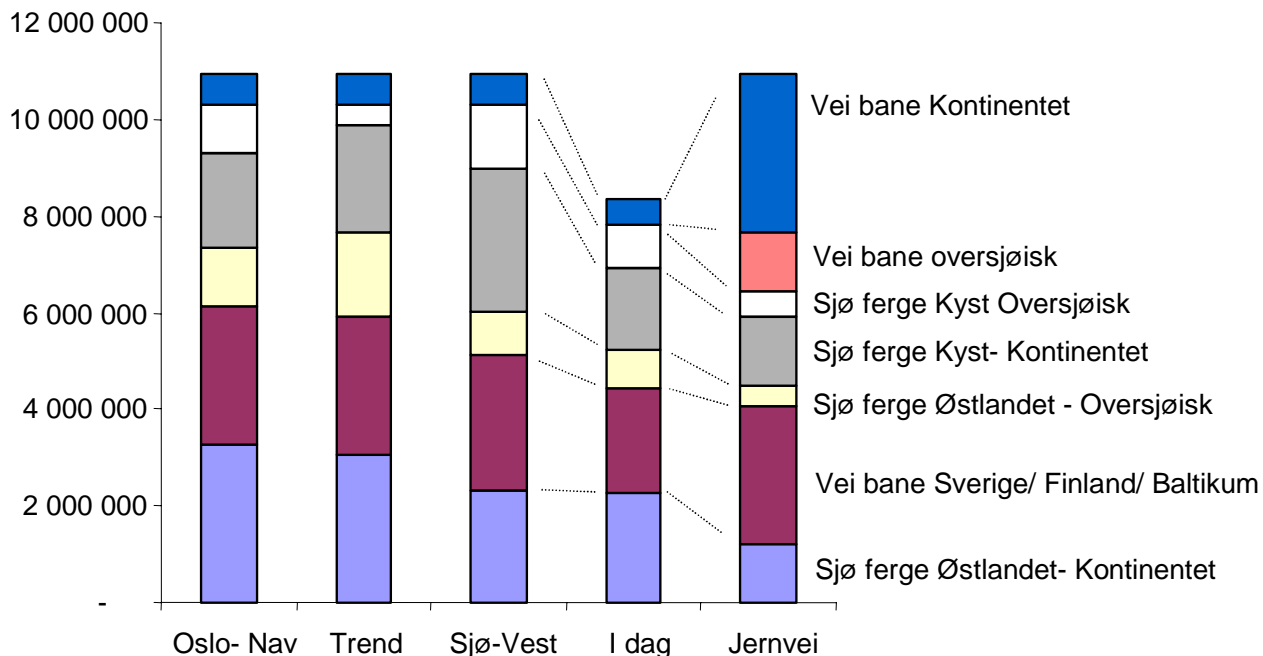 12 000 000
10 000 000
8 000 000
6 000 000
4 000 000
2 000 000
-
Oslo- Nav
Trend
Sjø-Vest
I dag
Jernvei
Vei bane Kontinentet
Vei bane oversjøisk
Sjø ferge Kyst Oversjøisk
Sjø ferge Kyst- Kontinentet
Sjø ferge Østlandet - Oversjøisk
Vei bane Sverige/ Finland/ Baltikum
Sjø ferge Østlandet- Kontinentet